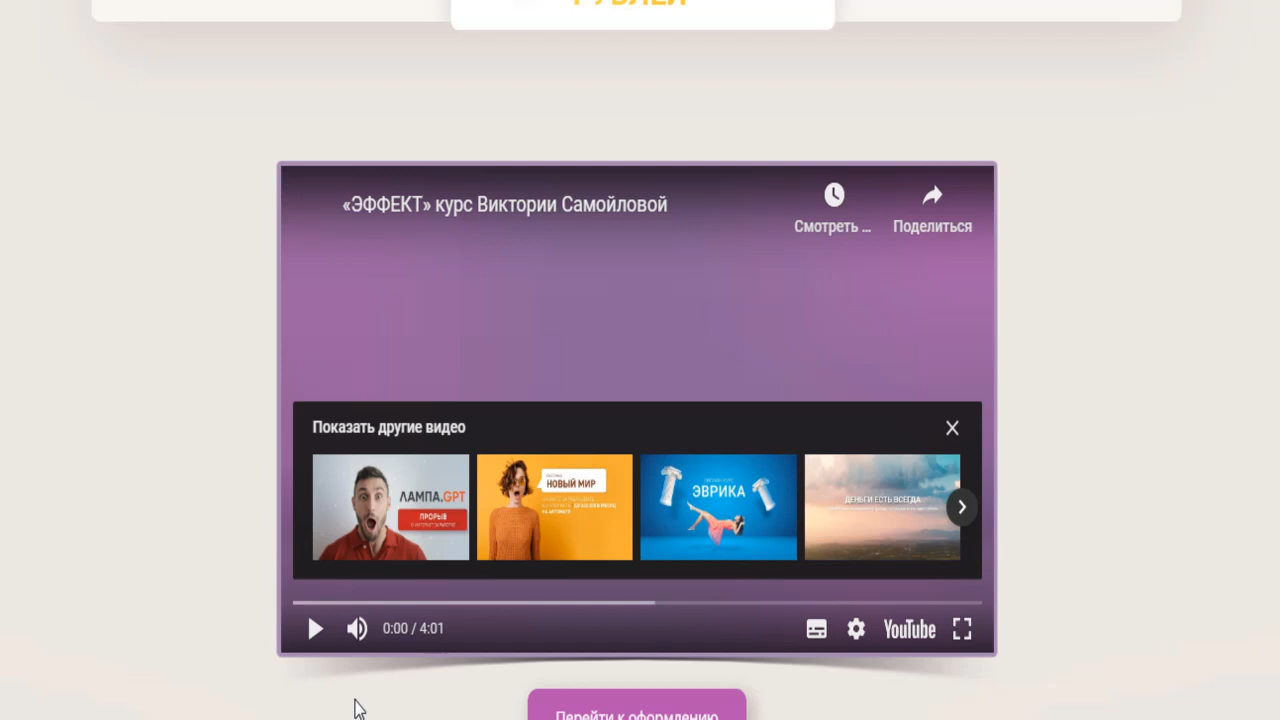 РУБЛЕЙ
«ЭФФЕКТ» курс Виктории Самойловой
Смотреть ...
Поделиться
Показать другие видео
ЛАМПА.GPT
ПРОРЫВ
НОВЫЙ МИР
ЭВРИКА
ДЕНЬГИ ЕСТЬ ВСЕГДА
0:00 / 4:01
YouTube
Перейти к оформлению